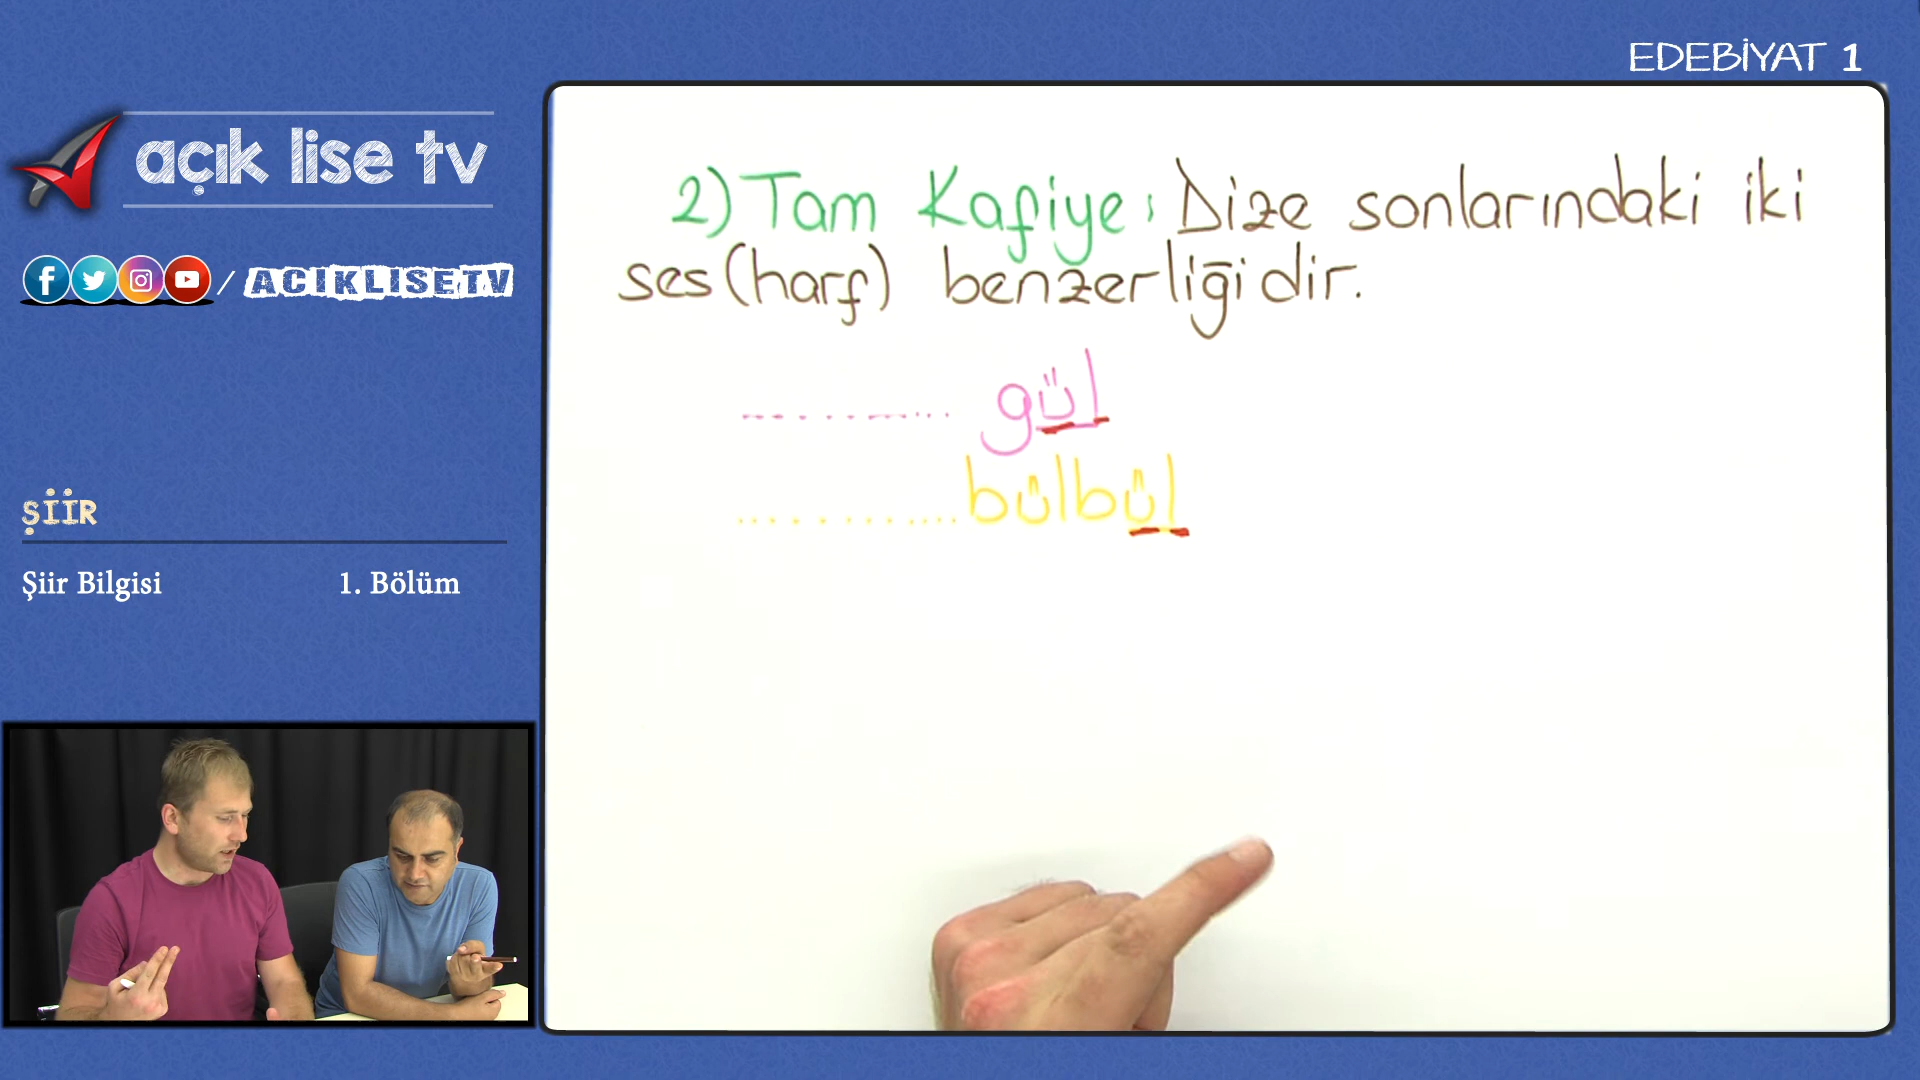 EDEBİYAT 1
açık lise tv
/ ACIKLISETV
ŞİİR
Şiir Bilgisi 1. Bölüm
2) Tam Kafiye: Dize sonlarındaki iki
ses (harf) benzerliğidir.
............ gül
............ bülbül